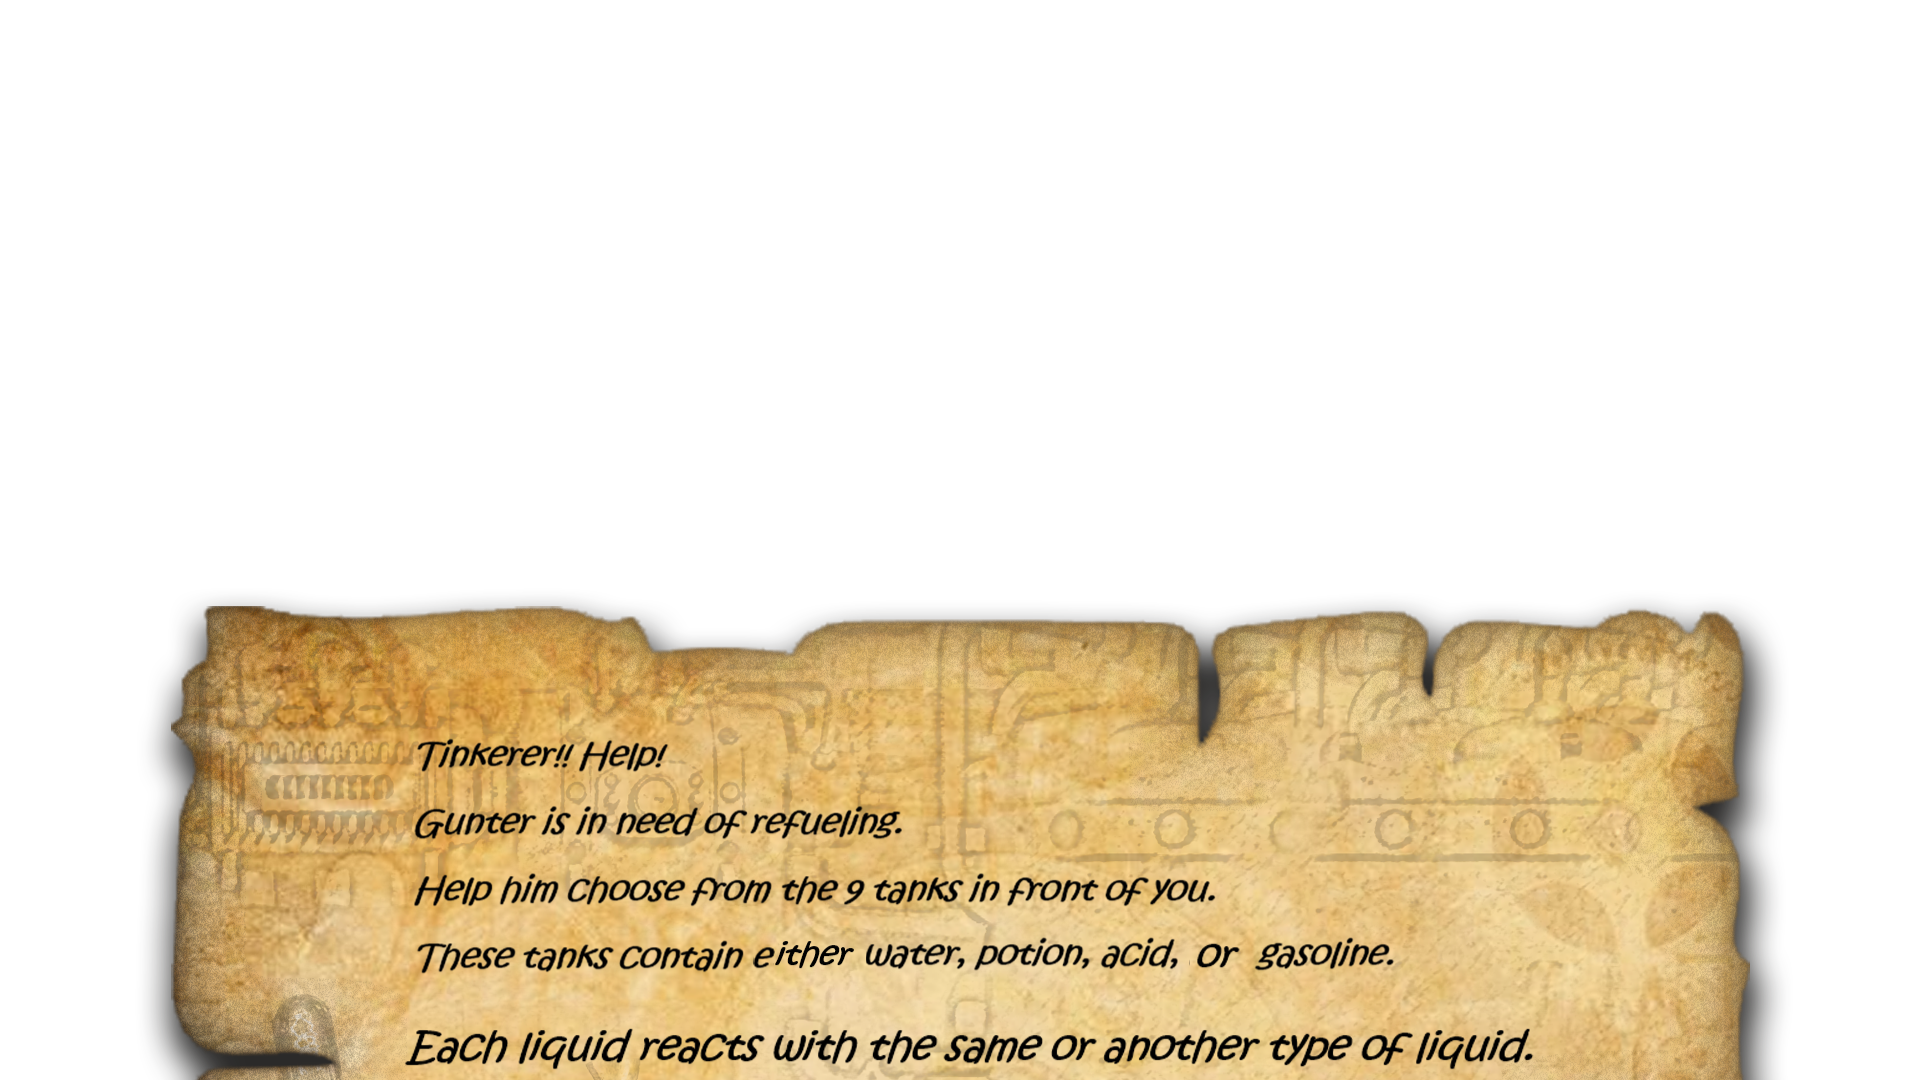 Tinkerer!! Help!
Gunter is in need of refueling.
Help him choose from the 9 tanks in front of you.
These tanks contain either water, potion, acid, or gasoline.
Each liquid reacts with the same or another type of liquid.